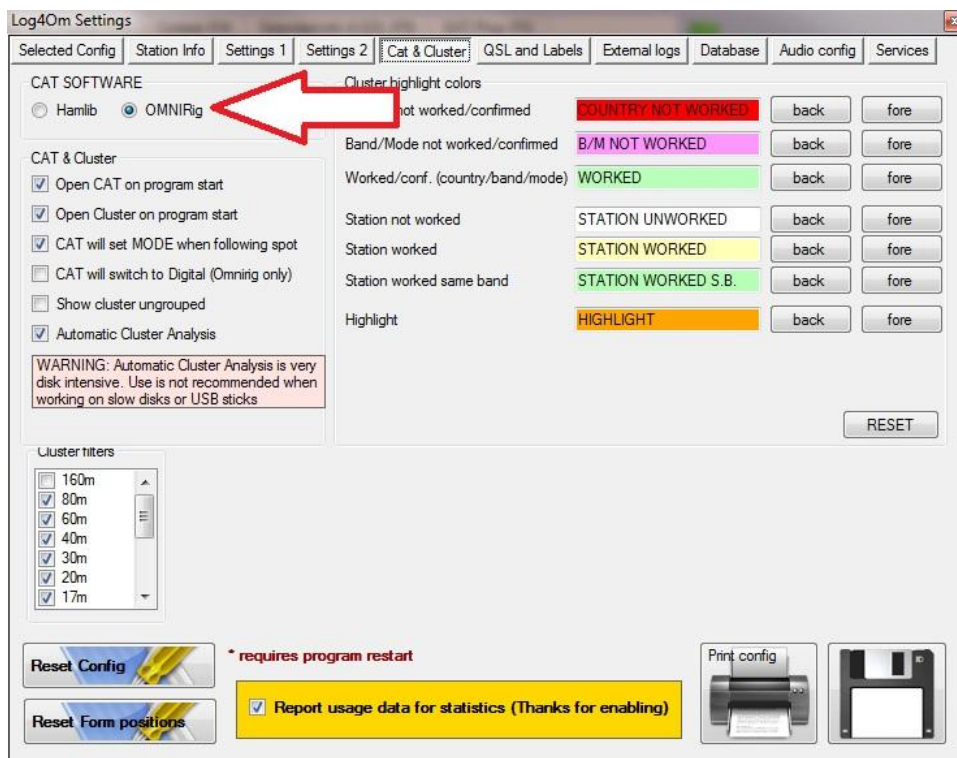 Log4Om Settings
Selected Config Station Info Settings 1 Settings 2 Cat & Cluster QSL and Labels External logs Database Audio config Services
CAT SOFTWARE
Hamlib OMNIRig
CAT & Cluster
Open CAT on program start
Open Cluster on program start
CAT will set MODE when following spot
CAT will switch to Digital (Omnirig only)
Show cluster ungrouped
Automatic Cluster Analysis
WARNING: Automatic Cluster Analysis is very
disk intensive. Use is not recommended when
working on slow disks or USB sticks
Cluster highlight colors
not worked/confirmed COUNTRY NOT WORKED back fore
Band/Mode not worked/confirmed B/M NOT WORKED back fore
Worked/conf. (country/band/mode) WORKED back fore
Station not worked STATION UNWORKED back fore
Station worked STATION WORKED back fore
Station worked same band STATION WORKED S.B. back fore
Highlight HIGHLIGHT back fore
RESET
Cluster filters
160m
80m
60m
40m
30m
20m
17m
Reset Config
* requires program restart
Print config
Reset Form positions
Report usage data for statistics (Thanks for enabling)